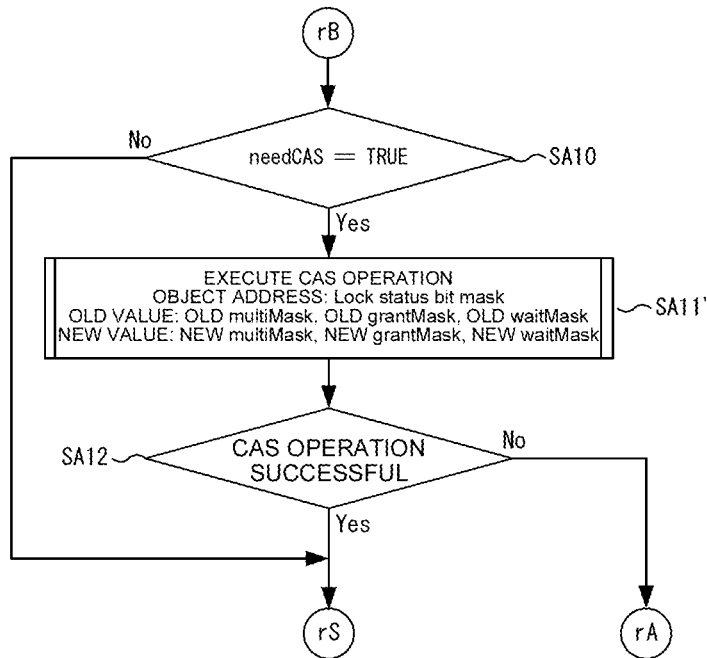 rB
No
needCAS == TRUE
SA10
Yes
EXECUTE CAS OPERATION
OBJECT ADDRESS: Lock status bit mask
OLD VALUE: OLD multiMask, OLD grantMask, OLD waitMask
NEW VALUE: NEW multiMask, NEW grantMask, NEW waitMask
SA11'
SA12
CAS OPERATION
SUCCESSFUL
No
Yes
rS
rA